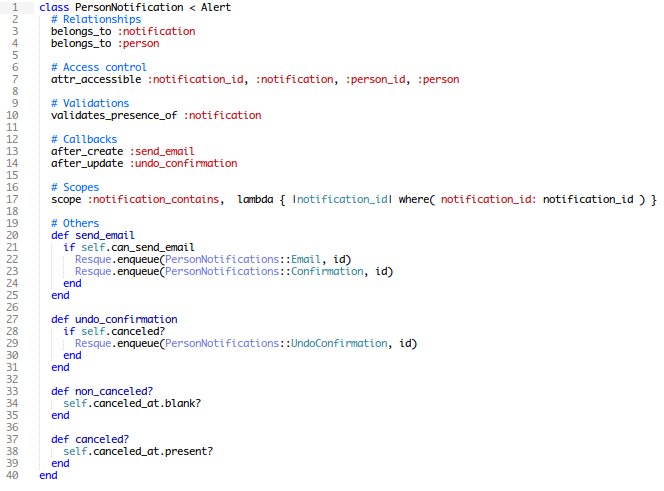 1 class PersonNotification < Alert
2 # Relationships
3 belongs_to :notification
4 belongs_to :person
5
6 # Access control
7 attr_accessible :notification_id, :notification, :person_id, :person
8
9 # Validations
10 validates_presence_of :notification
11
12 # Callbacks
13 after_create :send_email
14 after_update :undo_confirmation
15
16 # Scopes
17 scope :notification_contains,  lambda { |notification_id| where( notification_id: notification_id ) }
18
19 # Others
20 def send_email
21 if self.can_send_email
22 Resque.enqueue(PersonNotifications::Email, id)
23 Resque.enqueue(PersonNotifications::Confirmation, id)
24 end
25 end
26
27 def undo_confirmation
28 if self.canceled?
29 Resque.enqueue(PersonNotifications::UndoConfirmation, id)
30 end
31 end
32
33 def non_canceled?
34 self.canceled_at.blank?
35 end
36
37 def canceled?
38 self.canceled_at.present?
39 end
40 end